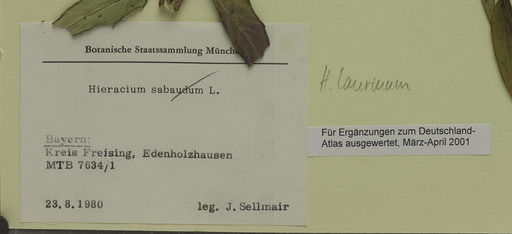 Botanische Staatssammlung München
Hieracium sabaudum L.
H. laurinum
Bayern:
Kreis Freising, Edenholzhausen
MTB 7634/1
23.8.1980 leg. J. Sellmair
Für Ergänzungen zum Deutschland-
Atlas ausgewertet, März-April 2001